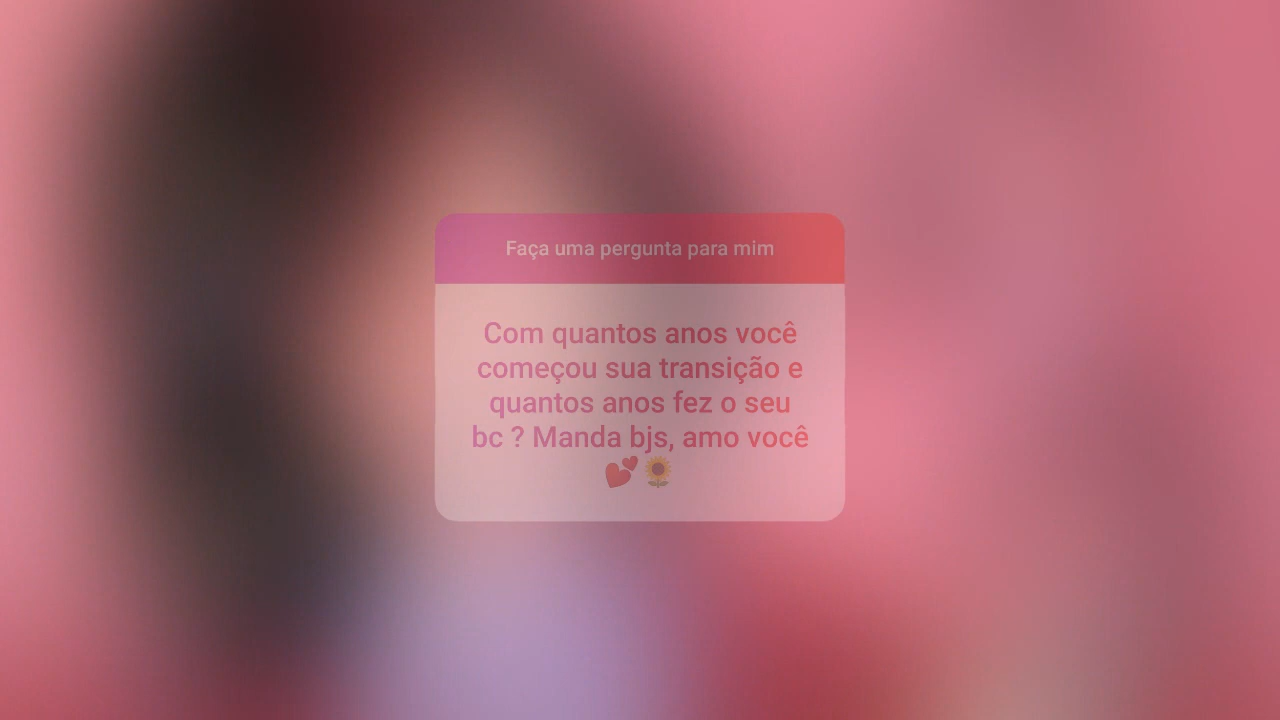 Faça uma pergunta para mim
Com quantos anos você
começou sua transição e
quantos anos fez o seu
bc ? Manda bjs, amo você
💕🌻